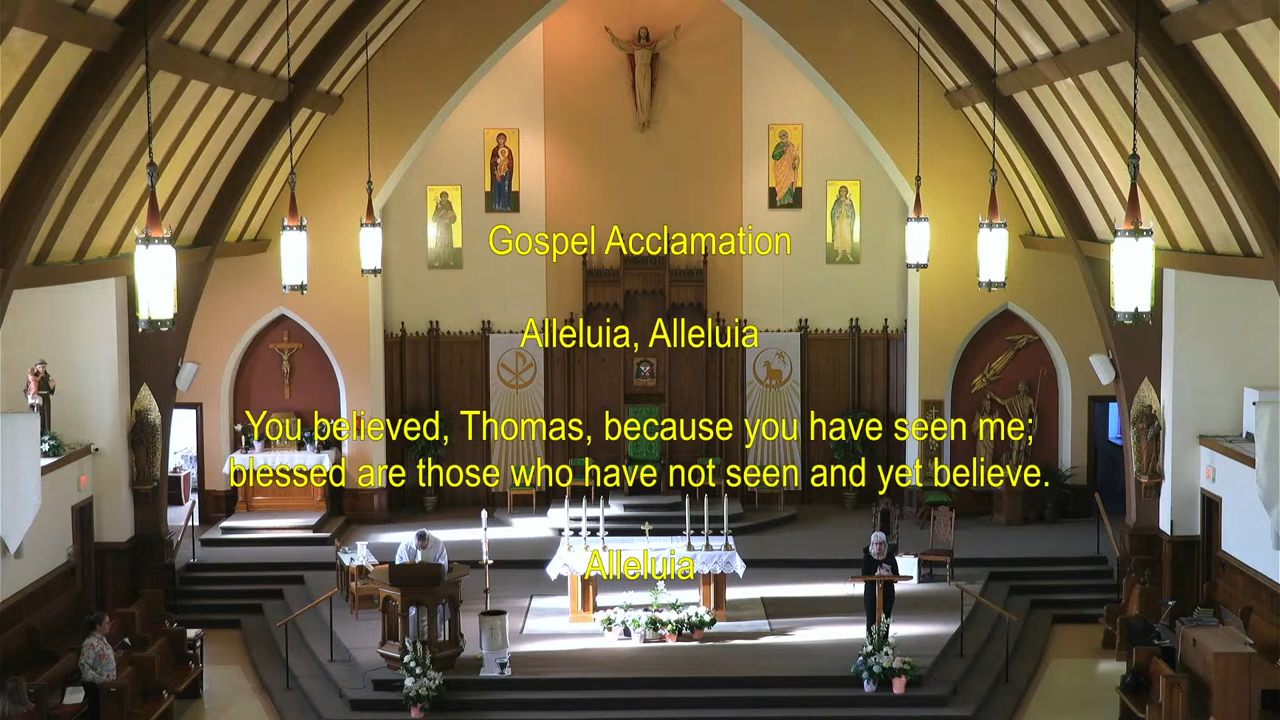 Gospel Acclamation
Alleluia, Alleluia
You believed, Thomas, because you have seen me;
blessed are those who have not seen and yet believe.
Alleluia